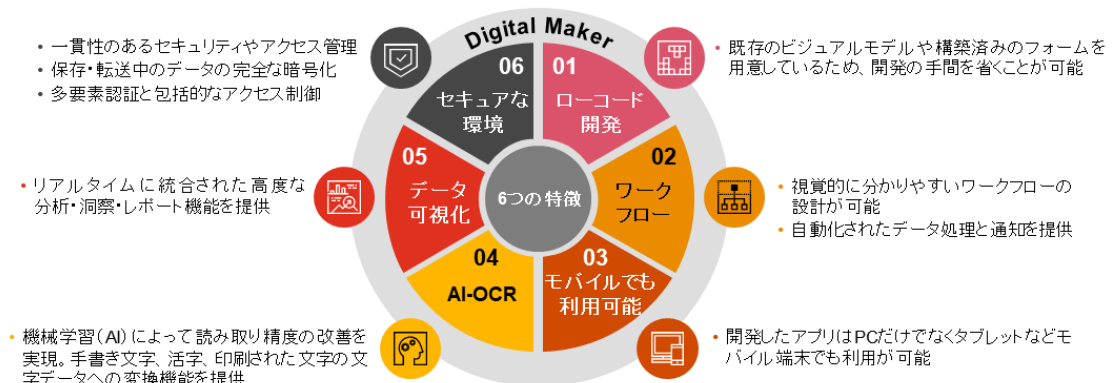 Digital Maker
6つの特徴
01
ローコード
開発
• 既存のビジュアルモデルや構築済みのフォームを
用意しているため、開発の手間を省くことが可能
02
ワーク
フロー
• 視覚的に分かりやすいワークフローの
設計が可能
• 自動化されたデータ処理と通知を提供
03
モバイルでも
利用可能
• 開発したアプリはPCだけでなくタブレットなどモ
バイル端末でも利用が可能
04
AI-OCR
• 機械学習(AI)によって読み取り精度の改善を
実現。手書き文字、活字、印刷された文字の文
字データへの変換機能を提供
05
データ
可視化
• リアルタイムに統合された高度な
分析・洞察・レポート機能を提供
06
セキュアな
環境
• 一貫性のあるセキュリティやアクセス管理
• 保存・転送中のデータの完全な暗号化
• 多要素認証と包括的なアクセス制御